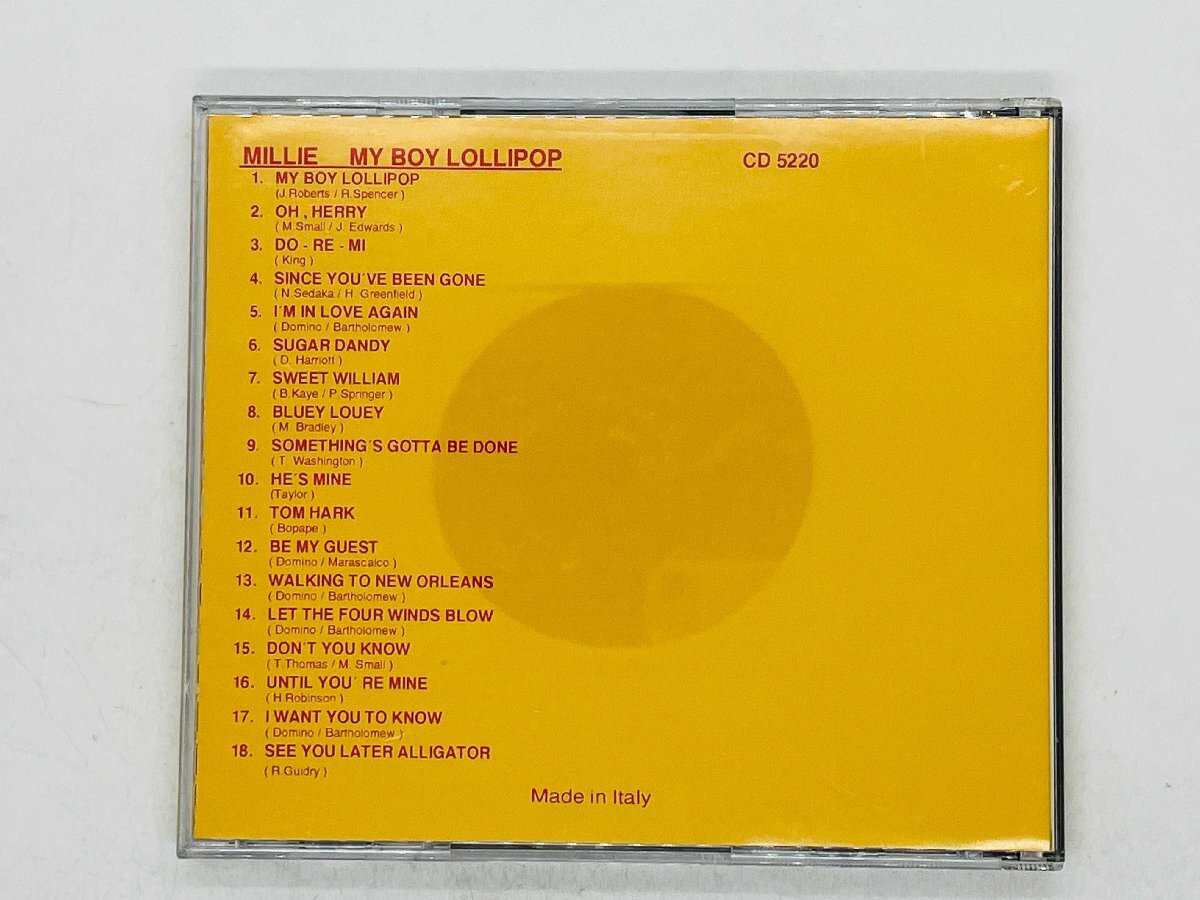 MILLIE MY BOY LOLLIPOP CD 5220
1. MY BOY LOLLIPOP
(J.Roberts / R.Spencer )
2. OH , HERRY
( M.Small / J. Edwards )
3. DO - RE - MI
( King )
4. SINCE YOU'VE BEEN GONE
( N.Sedaka / H. Greenfield )
5. I'M IN LOVE AGAIN
( Domino / Bartholomew )
6. SUGAR DANDY
( D. Harriott )
7. SWEET WILLIAM
( B.Kaye / P.Springer )
8. BLUEY LOUEY
( M. Bradley )
9. SOMETHING'S GOTTA BE DONE
( T. Washington )
10. HE'S MINE
(Taylor )
11. TOM HARK
( Bopape )
12. BE MY GUEST
( Domino / Marascalco )
13. WALKING TO NEW ORLEANS
( Domino / Bartholomew )
14. LET THE FOUR WINDS BLOW
( Domino / Bartholomew )
15. DON'T YOU KNOW
( T.Thomas / M. Small )
16. UNTIL YOU' RE MINE
( H.Robinson )
17. I WANT YOU TO KNOW
( Domino / Bartholomew )
18. SEE YOU LATER ALLIGATOR
( R.Guidry )
Made in Italy